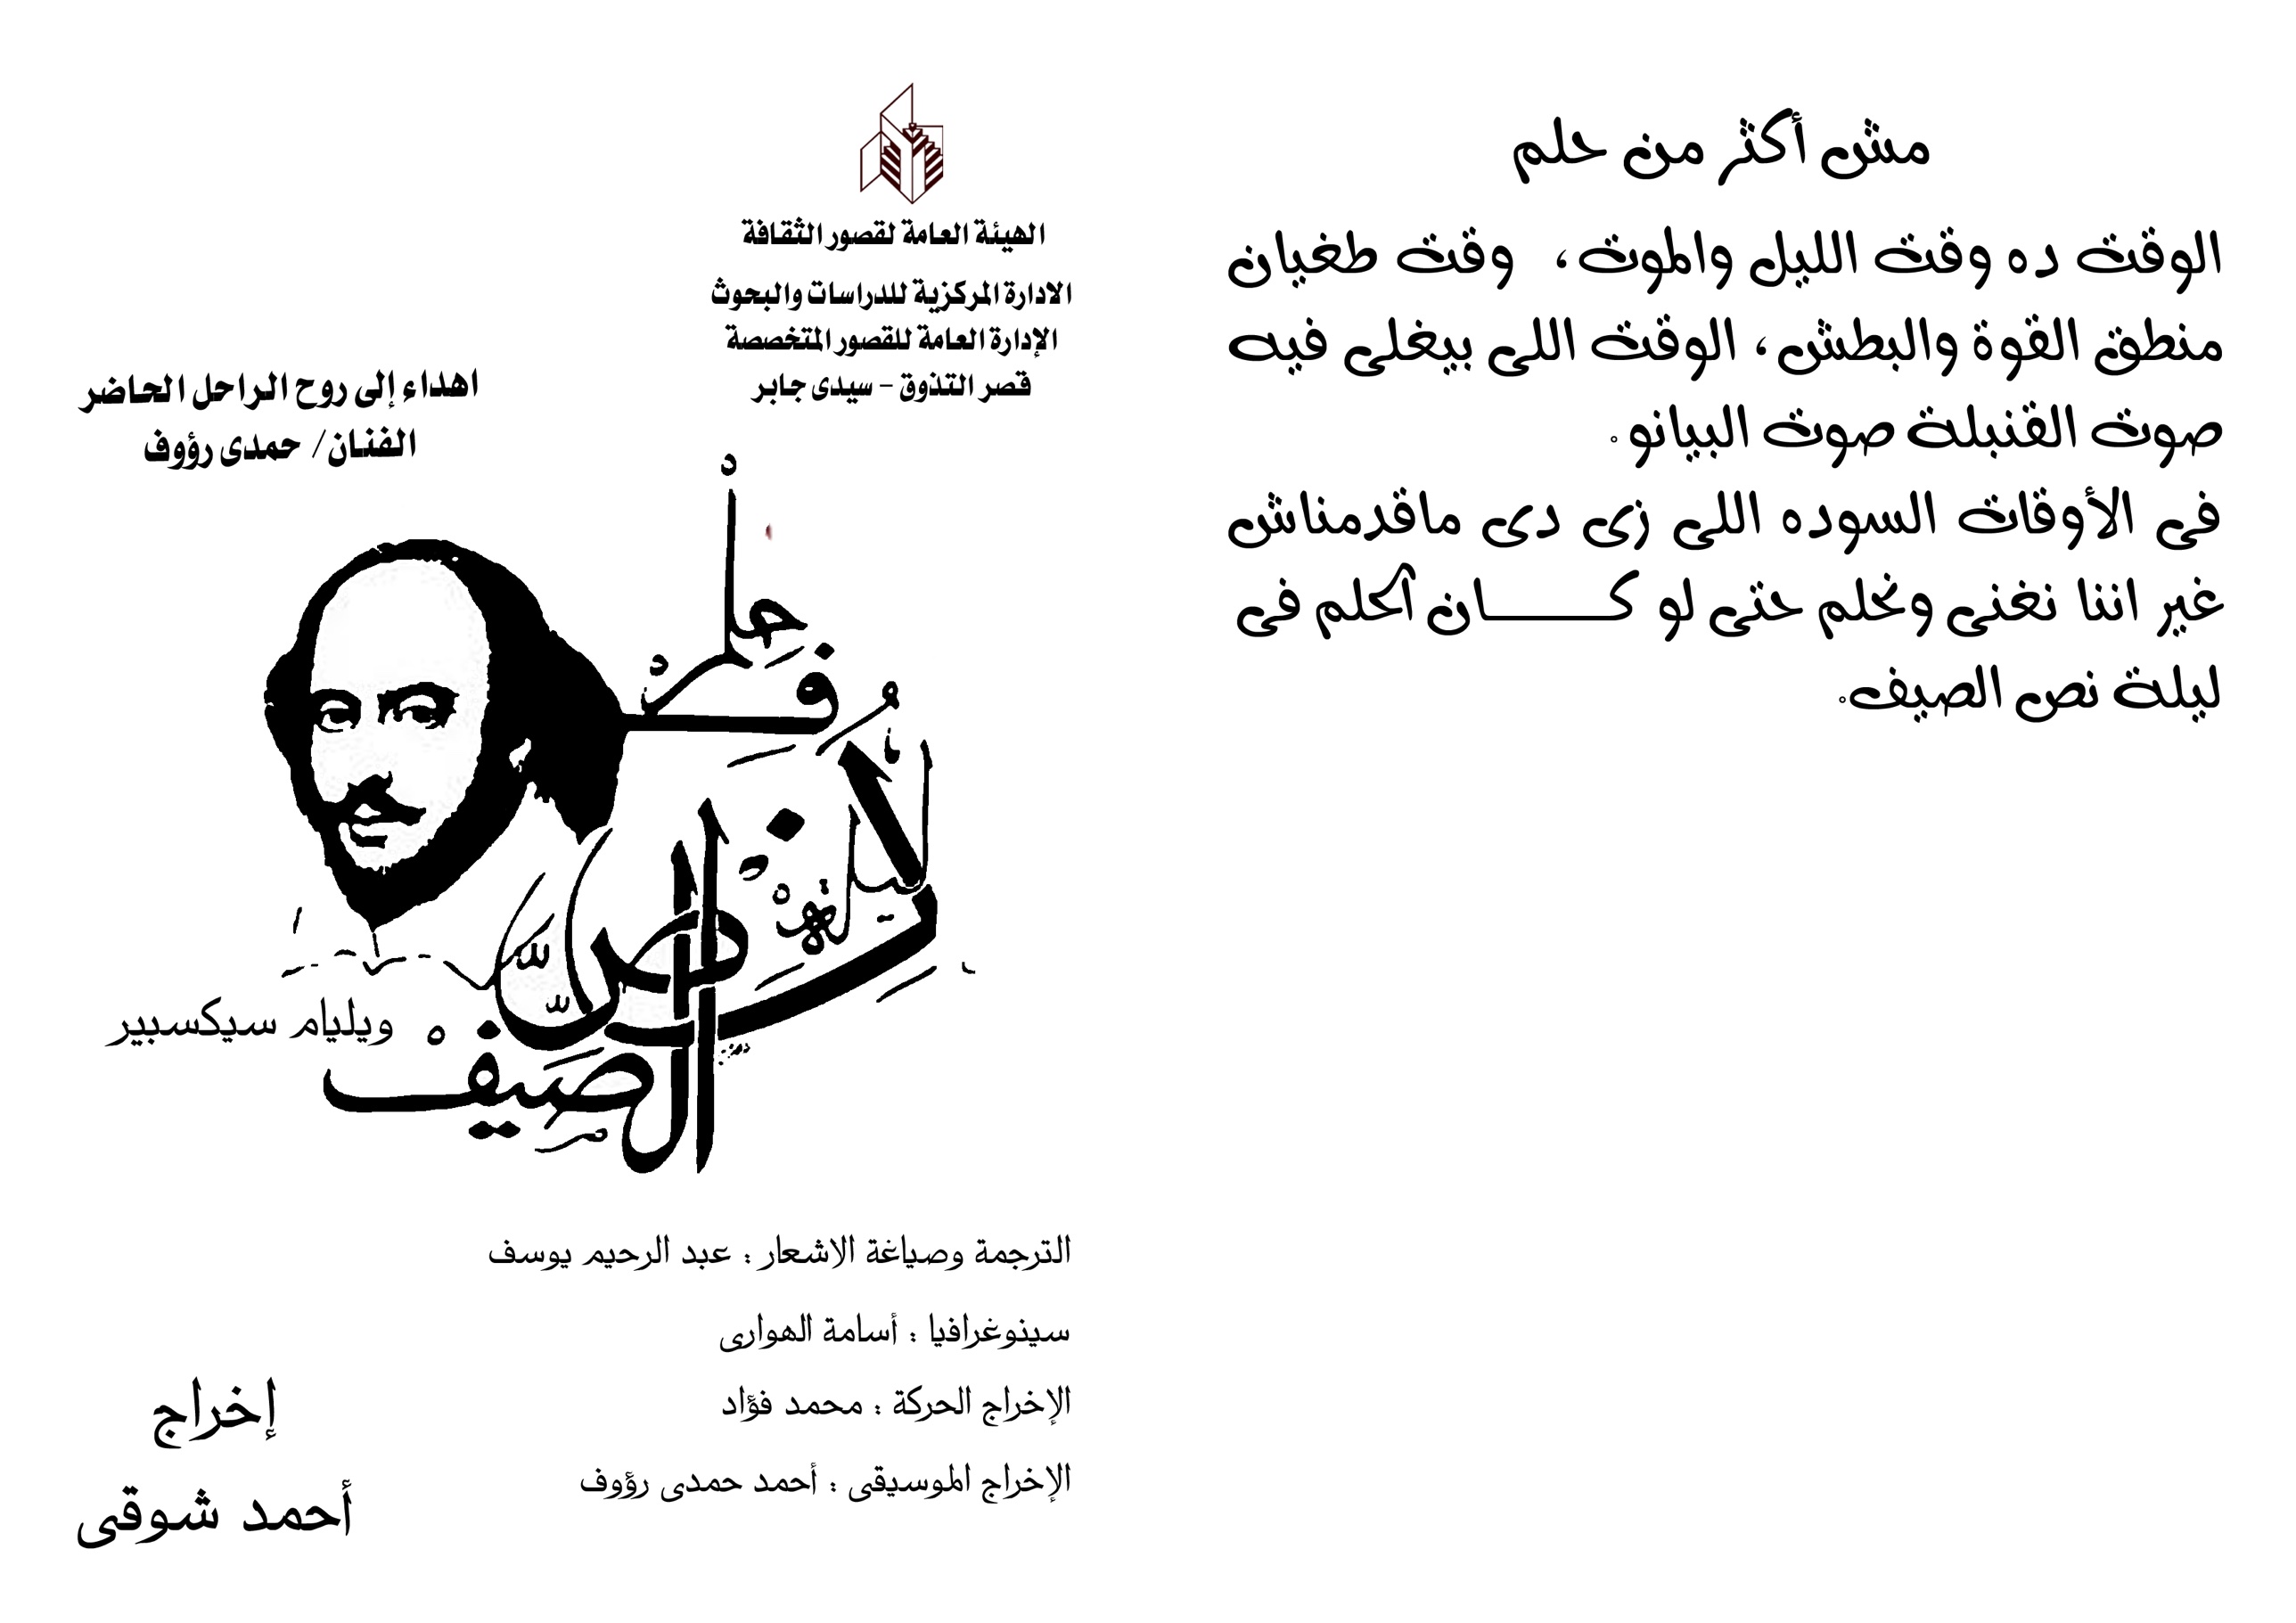 مش أكثر من حلم
الوقت ده وقت الليل والموت، وقت طغيان
منطق القوة والبطش، الوقت اللى بيغلى فيه
صوت القنبلة صوت البيانو.
فى الأوقات السوده اللى زى دى ماقدمناش
غير اننا نغنى ونحلم حتى لو كـــــان الحلم فى
ليلة نص الصيف.
الهيئة العامة لقصور الثقافة
الادارة المركزية للدراسات والبحوث
الإدارة العامة للقصور المتخصصة
قصر التذوق - سيدى جابر
اهداء إلى روح الراحل الحاضر
الفنان/ حمدى رؤوف
حلم
فى
ليلة
نص
الصيف
ويليام سيكسبير
الترجمة وصياغة الاشعار : عبد الرحيم يوسف
سينوغرافيا : أسامة الهوارى
الإخراج الحركة : محمد فؤاد
الإخراج الموسيقى : أحمد حمدى رؤوف
إخراج
أحمد شوقى